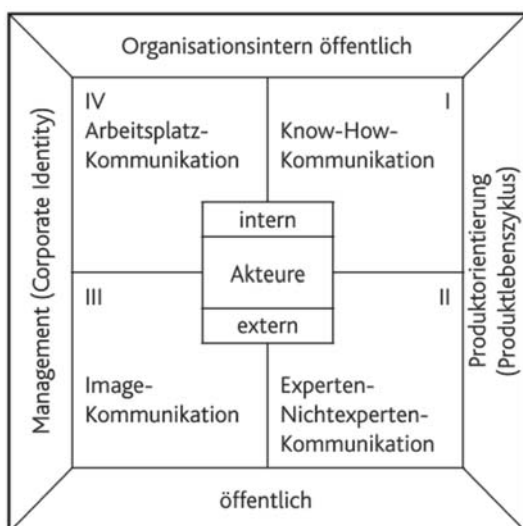 Organisationsintern öffentlich
Management (Corporate Identity)
IV
Arbeitsplatz-
Kommunikation
I
Know-How-
Kommunikation
intern
Akteure
extern
III
Image-
Kommunikation
II
Experten-
Nichtexperten-
Kommunikation
Produktorientierung
(Produktlebenszyklus)
öffentlich